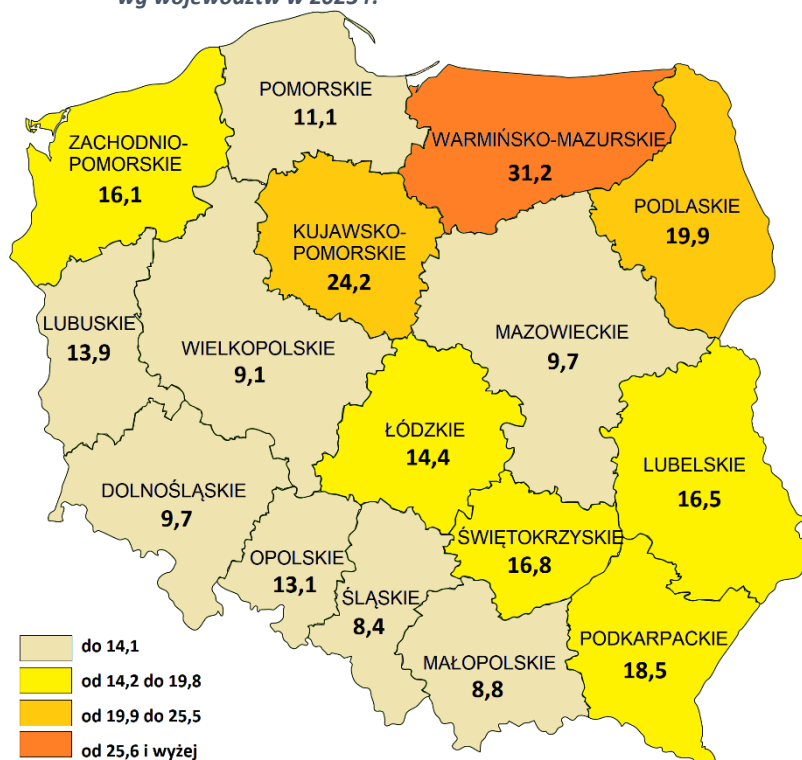 wg województw w 2023 r.
POMORSKIE
11,1
WARMIŃSKO-MAZURSKIE
31,2
ZACHODNIO-
POMORSKIE
16,1
PODLASKIE
19,9
KUJAWSKO-
POMORSKIE
24,2
LUBUSKIE
13,9
WIELKOPOLSKIE
9,1
MAZOWIECKIE
9,7
ŁÓDZKIE
14,4
LUBELSKIE
16,5
DOLNOŚLĄSKIE
9,7
ŚWIĘTOKRZYSKIE
16,8
OPOLSKIE
13,1
ŚLĄSKIE
8,4
MAŁOPOLSKIE
8,8
PODKARPACKIE
18,5
do 14,1
od 14,2 do 19,8
od 19,9 do 25,5
od 25,6 i wyżej